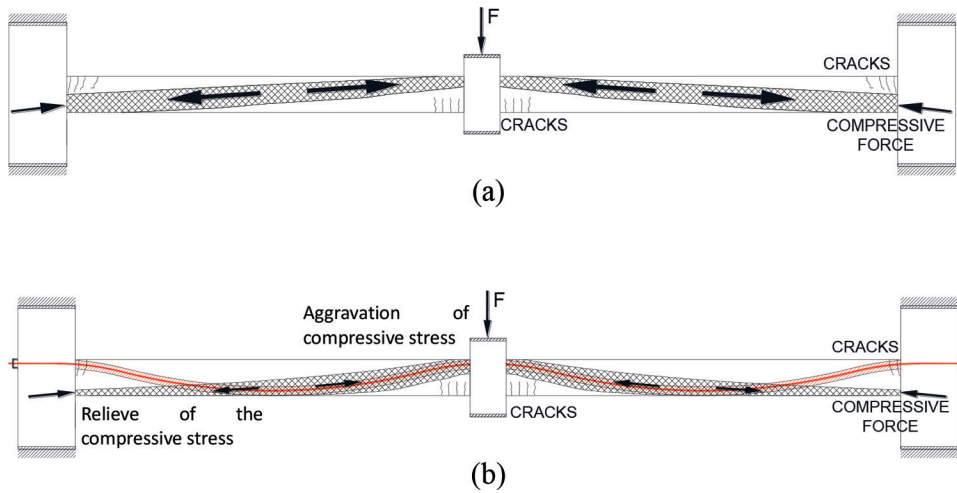 F
CRACKS
CRACKS
COMPRESSIVE
FORCE
(a)
Aggravation of
compressive stress
F
CRACKS
Relieve of the
compressive stress
CRACKS
COMPRESSIVE
FORCE
(b)